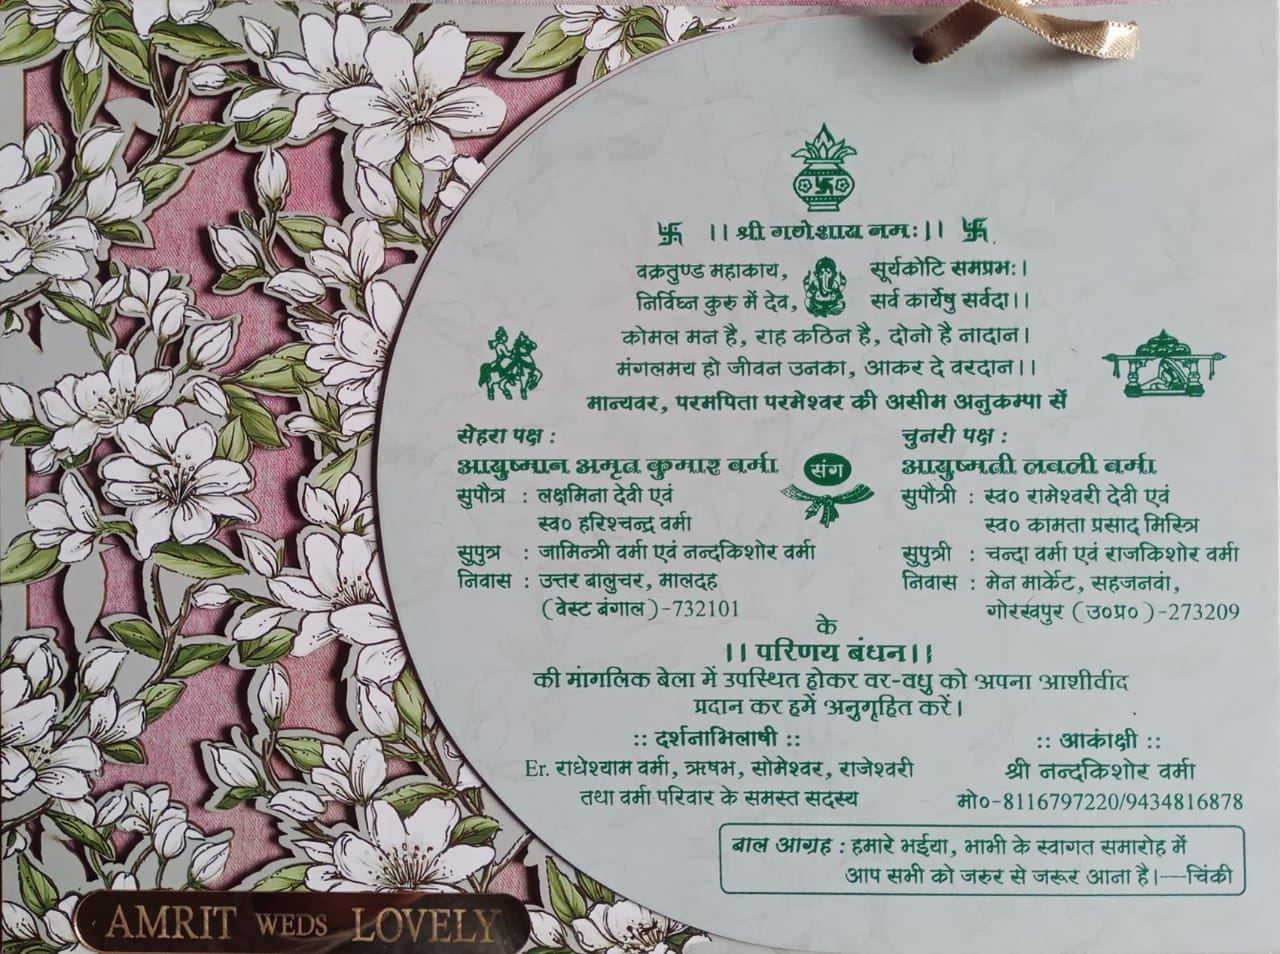 ।। श्री गणेशाय नमः।।
वक्रतुण्ड महाकाय, सूर्यकोटि समप्रभः।
निर्विघ्न कुरु में देव, सर्व कार्येषु सर्वदा।।
कोमल मन है, राह कठिन है, दोनो है नादान।
मंगलमय हो जीवन उनका, आकर दे वरदान।।
मान्यवर, परमपिता परमेश्वर की असीम अनुकम्पा सें
सेहरा पक्ष :
आयुष्मान अमृत कुमार वर्मा
सुपौत्र : लक्षमिना देवी एवं
स्व० हरिश्चन्द्र वर्मा
सुपुत्र : जामिन्त्री वर्मा एवं नन्दकिशोर वर्मा
निवास : उत्तर बालुचर, मालदह
(वेस्ट बंगाल)-732101
संग
चुनरी पक्ष :
आयुष्मती लवली वर्मा
सुपौत्री : स्व० रामेश्वरी देवी एवं
स्व० कामता प्रसाद मिस्त्रि
सुपुत्री : चन्दा वर्मा एवं राजकिशोर वर्मा
निवास : मेन मार्केट, सहजनवां,
गोरखपुर (उ०प्र०)-273209
के
।। परिणय बंधन।।
की मांगलिक बेला में उपस्थित होकर वर-वधु को अपना आशीर्वाद
प्रदान कर हमें अनुगृहित करें।
:: दर्शनाभिलाषी ::
Er. राधेश्याम वर्मा, ऋषभ, सोमेश्वर, राजेश्वरी
तथा वर्मा परिवार के समस्त सदस्य
:: आकांक्षी ::
श्री नन्दकिशोर वर्मा
मो०-8116797220/9434816878
बाल आग्रह : हमारे भईया, भाभी के स्वागत समारोह में
आप सभी को जरुर से जरूर आना है।—चिंकी
AMRIT WEDS LOVELY